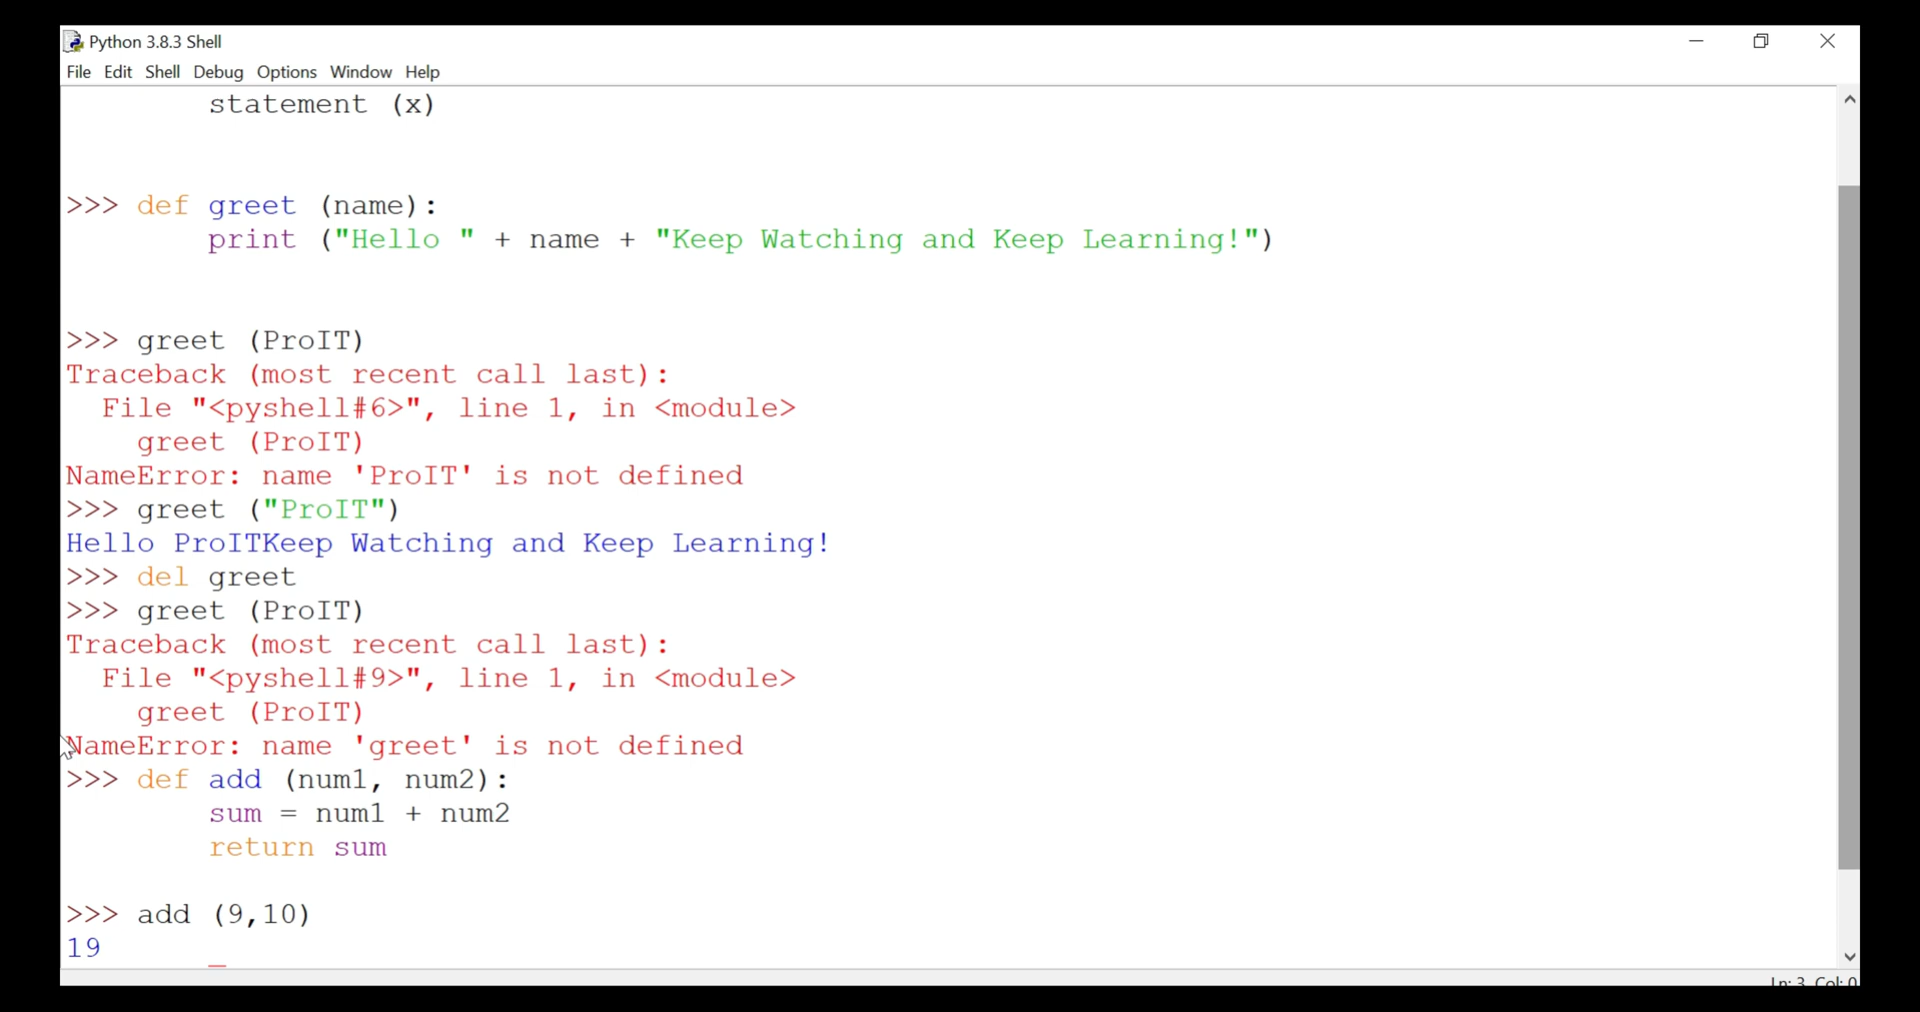 Python 3.8.3 Shell
File Edit Shell Debug Options Window Help
statement (x)
>>> def greet (name):
print ("Hello " + name + "Keep Watching and Keep Learning!")
>>> greet (ProIT)
Traceback (most recent call last):
File "<pyshell#6>", line 1, in <module>
greet (ProIT)
NameError: name 'ProIT' is not defined
>>> greet ("ProIT")
Hello ProITKeep Watching and Keep Learning!
>>> del greet
>>> greet (ProIT)
Traceback (most recent call last):
File "<pyshell#9>", line 1, in <module>
greet (ProIT)
NameError: name 'greet' is not defined
>>> def add (num1, num2):
sum = num1 + num2
return sum
>>> add (9,10)
19
Ln: 3 Col: 0